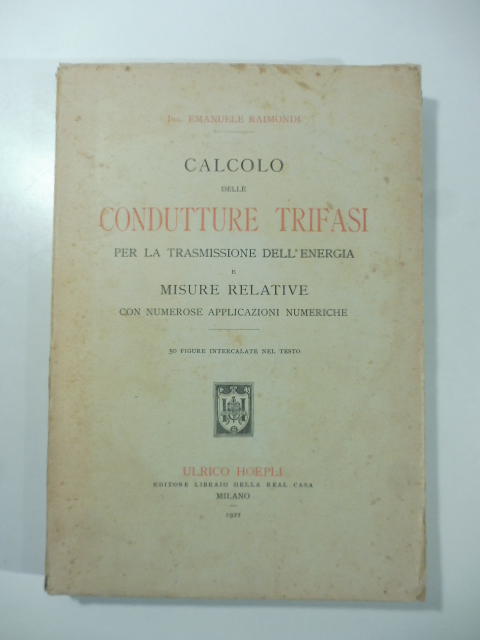 Ing. EMANUELE RAIMONDI
CALCOLO
DELLE
CONDUTTURE TRIFASI
PER LA TRASMISSIONE DELL'ENERGIA
E
MISURE RELATIVE
CON NUMEROSE APPLICAZIONI NUMERICHE
30 FIGURE INTERCALATE NEL TESTO
ULRICO HOEPLI
EDITORE LIBRAIO DELLA REAL CASA
MILANO